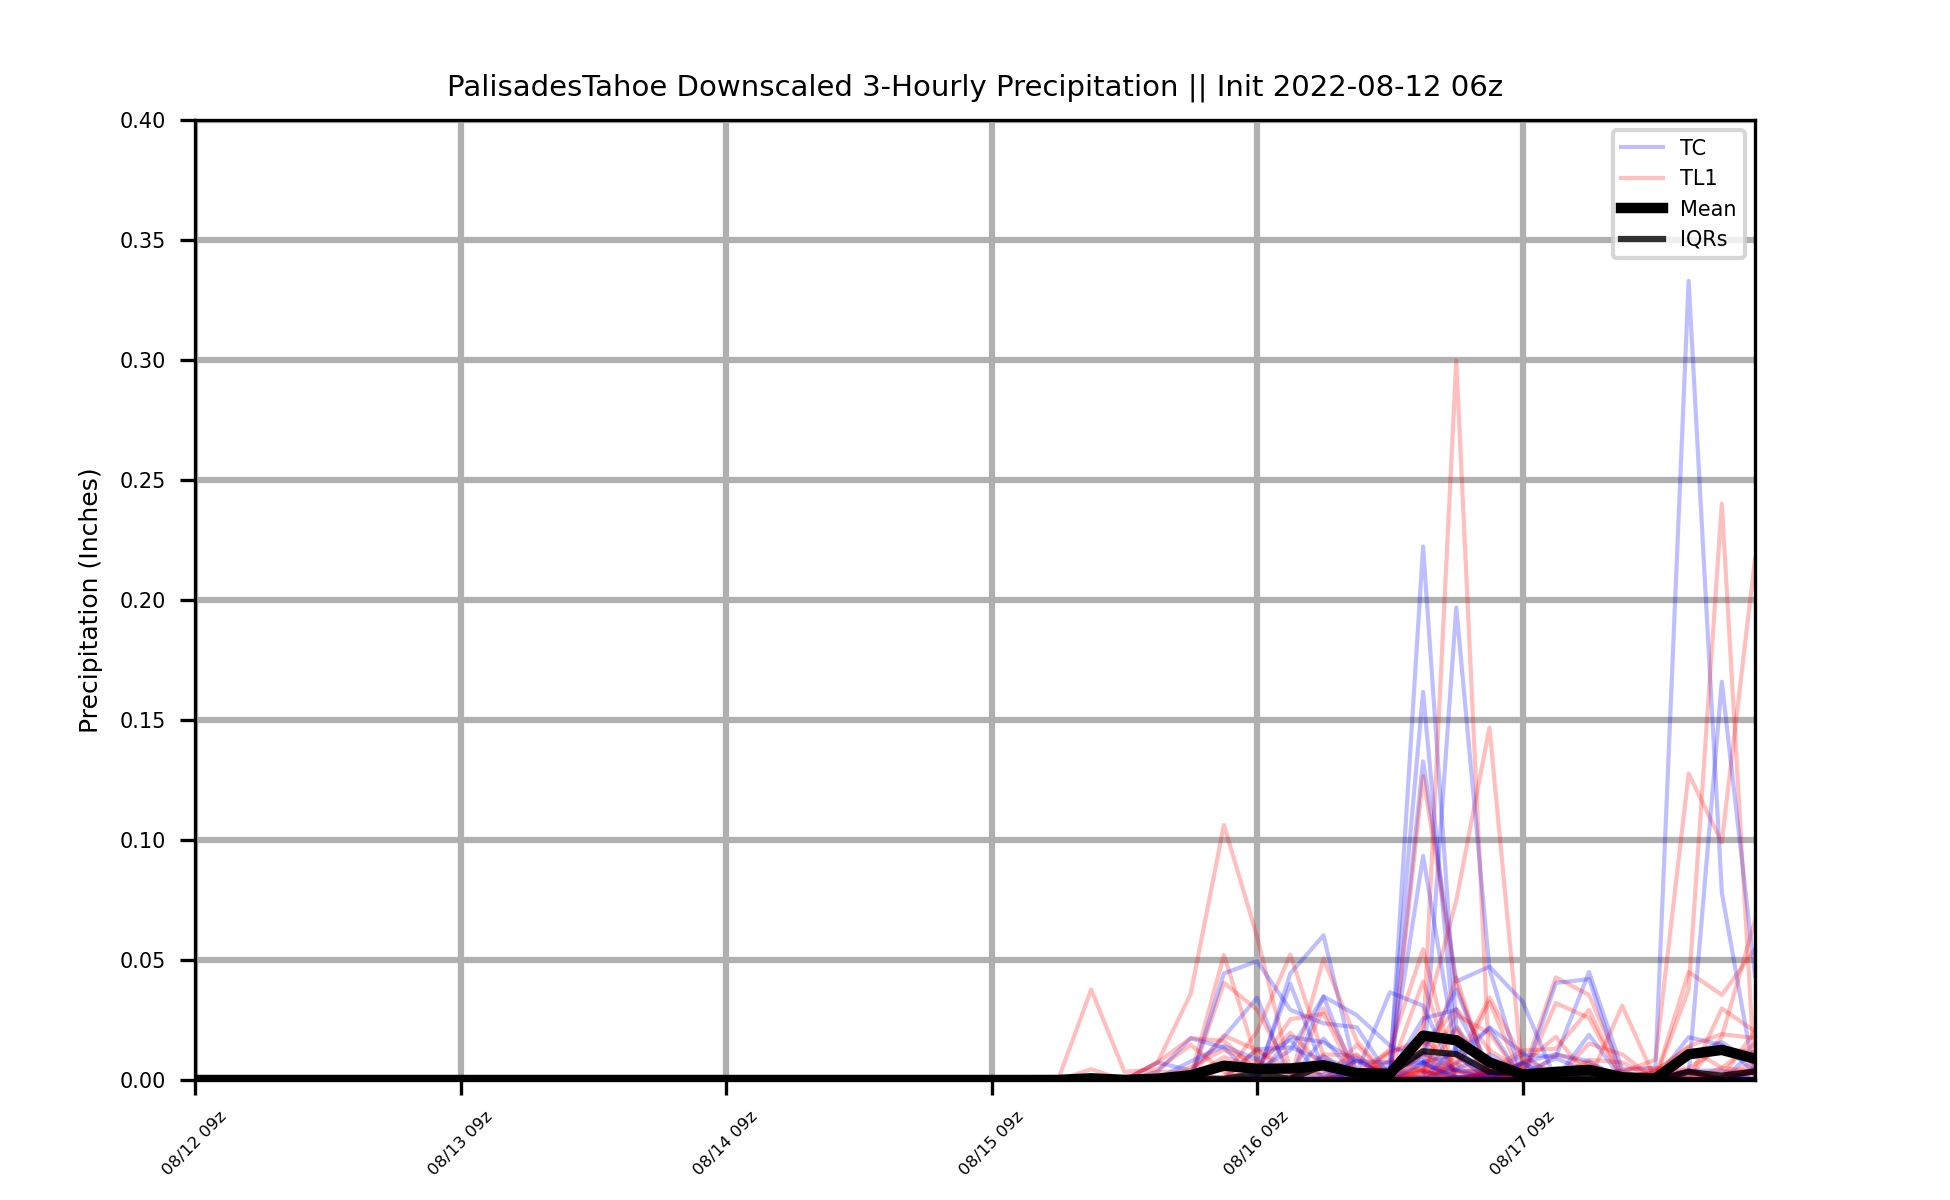 PalisadesTahoe Downscaled 3-Hourly Precipitation || Init 2022-08-12 06z
TC
TL1
Mean
IQRs
Precipitation (Inches)
0.40
0.35
0.30
0.25
0.20
0.15
0.10
0.05
0.00
08/12 09z
08/13 09z
08/14 09z
08/15 09z
08/16 09z
08/17 09z